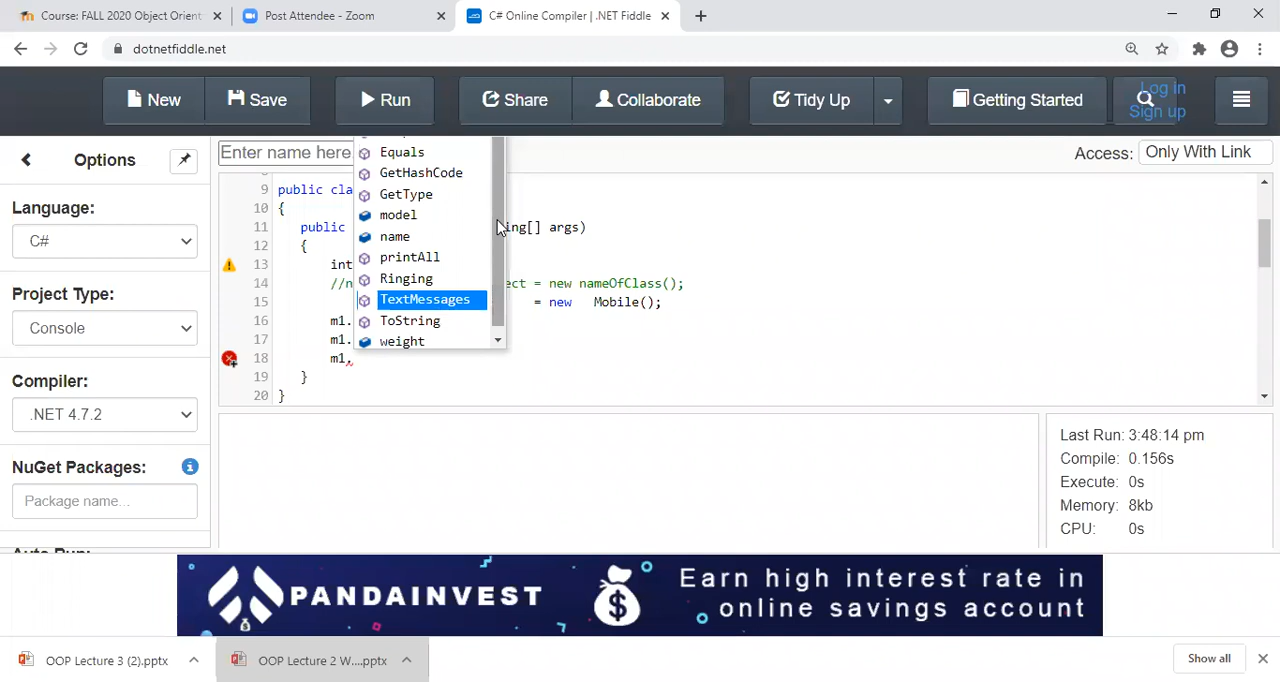 Course: FALL 2020 Object Orient
Post Attendee - Zoom
C# Online Compiler | .NET Fiddle
dotnetfiddle.net
New
Save
Run
Share
Collaborate
Tidy Up
Getting Started
Log in
Sign up
Options
Enter name here.
Access:
Only With Link
Language:
C#
Project Type:
Console
Compiler:
.NET 4.7.2
NuGet Packages:
Package name...
Equals
GetHashCode
GetType
model
name
printAll
Ringing
TextMessages
ToString
weight
9 public cla
10 {
11 public ing[] args)
12 {
13 int
14 //n ect = new nameOfClass();
15 = new Mobile();
16 m1.
17 m1.
18 m1,
19 }
20 }
Last Run: 3:48:14 pm
Compile: 0.156s
Execute: 0s
Memory: 8kb
CPU: 0s
PANDAINVEST
$
Earn high interest rate in
online savings account
OOP Lecture 3 (2).pptx
OOP Lecture 2 W....pptx
Show all